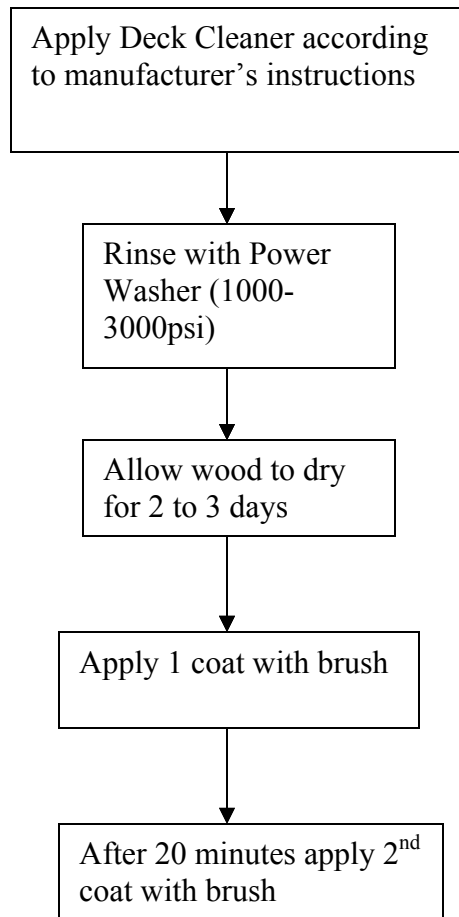 Apply Deck Cleaner according
to manufacturer’s instructions
Rinse with Power
Washer (1000-
3000psi)
Allow wood to dry
for 2 to 3 days
Apply 1 coat with brush
After 20 minutes apply 2nd
coat with brush